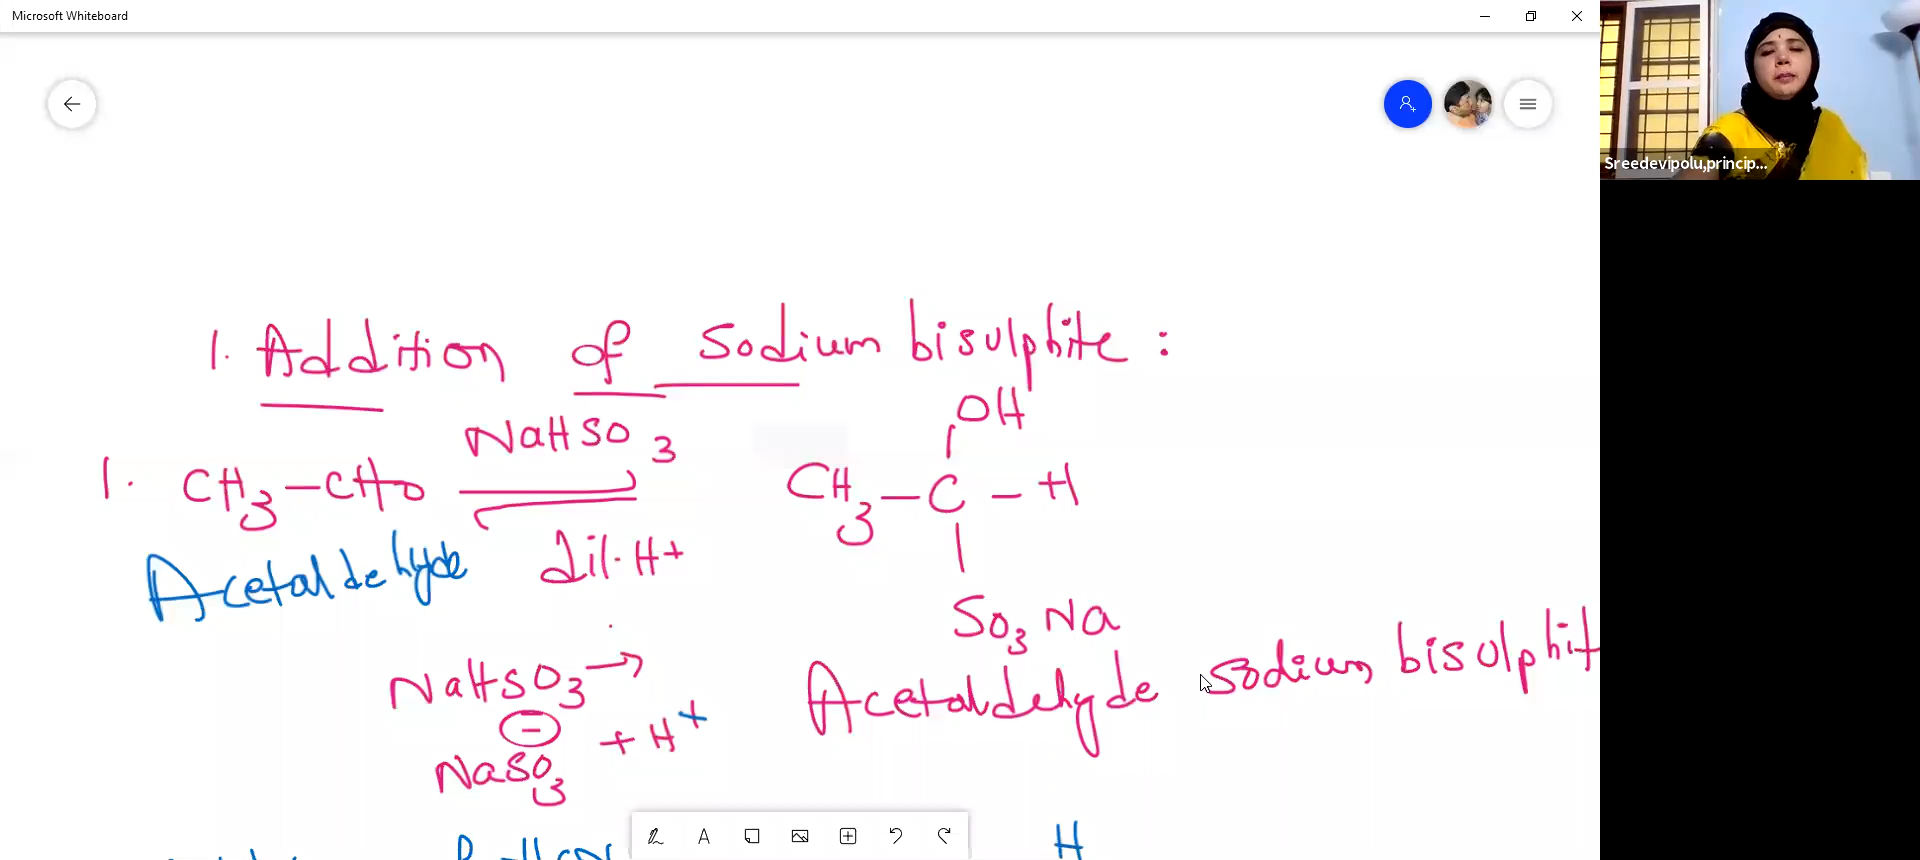 Microsoft Whiteboard
Sreedevipolu,princip...
1. Addition of Sodium bisulphite :
OH
NaHSO3
1. CH3-CHO CH3-C-H
Acetaldehyde dil. H+
SO3Na
NaHSO3 → Acetaldehyde sodium bisulphit
- + H+
NaSO3
H
A